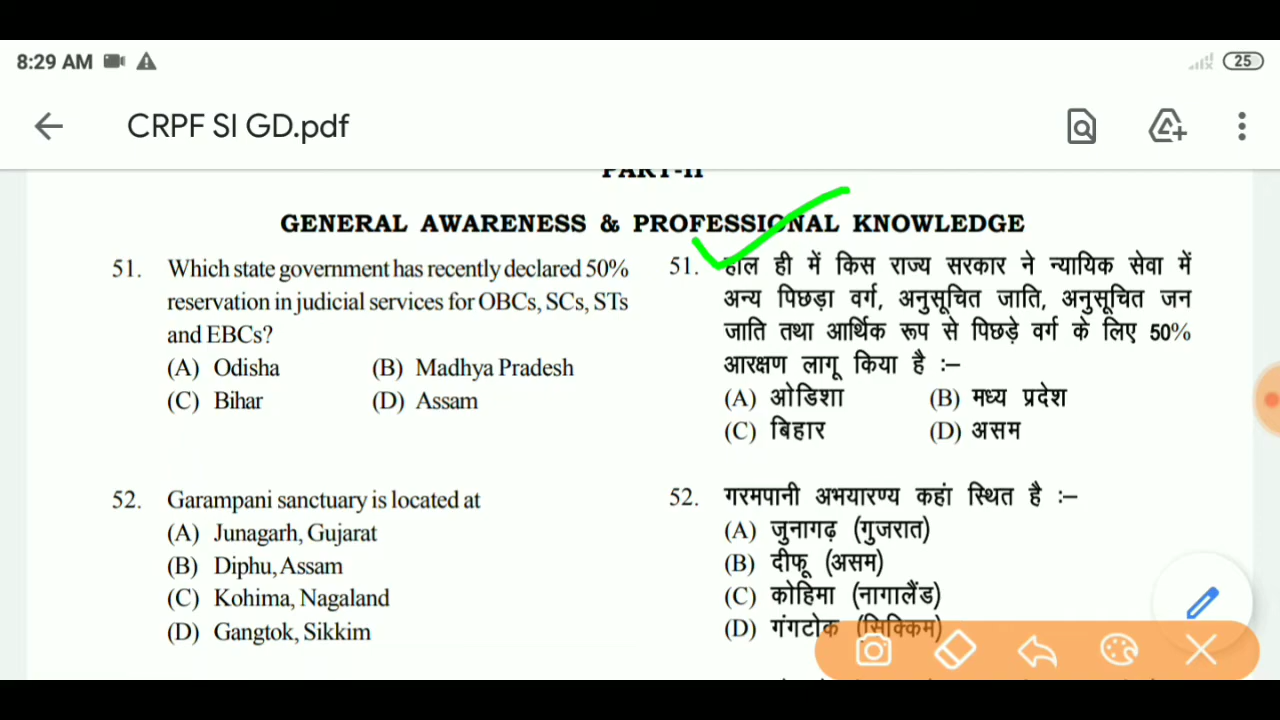 8:29 AM
25
CRPF SI GD.pdf
PART-II
GENERAL AWARENESS & PROFESSIONAL KNOWLEDGE
51. Which state government has recently declared 50%
reservation in judicial services for OBCs, SCs, STs
and EBCs?
(A) Odisha (B) Madhya Pradesh
(C) Bihar (D) Assam
52. Garampani sanctuary is located at
(A) Junagarh, Gujarat
(B) Diphu, Assam
(C) Kohima, Nagaland
(D) Gangtok, Sikkim
51. हाल ही में किस राज्य सरकार ने न्यायिक सेवा में
अन्य पिछड़ा वर्ग, अनुसूचित जाति, अनुसूचित जन
जाति तथा आर्थिक रूप से पिछड़े वर्ग के लिए 50%
आरक्षण लागू किया है :–
(A) ओडिशा (B) मध्य प्रदेश
(C) बिहार (D) असम
52. गरमपानी अभयारण्य कहां स्थित है :–
(A) जुनागढ़ (गुजरात)
(B) दीफू (असम)
(C) कोहिमा (नागालैंड)
(D) गंगटोक (सिक्किम)